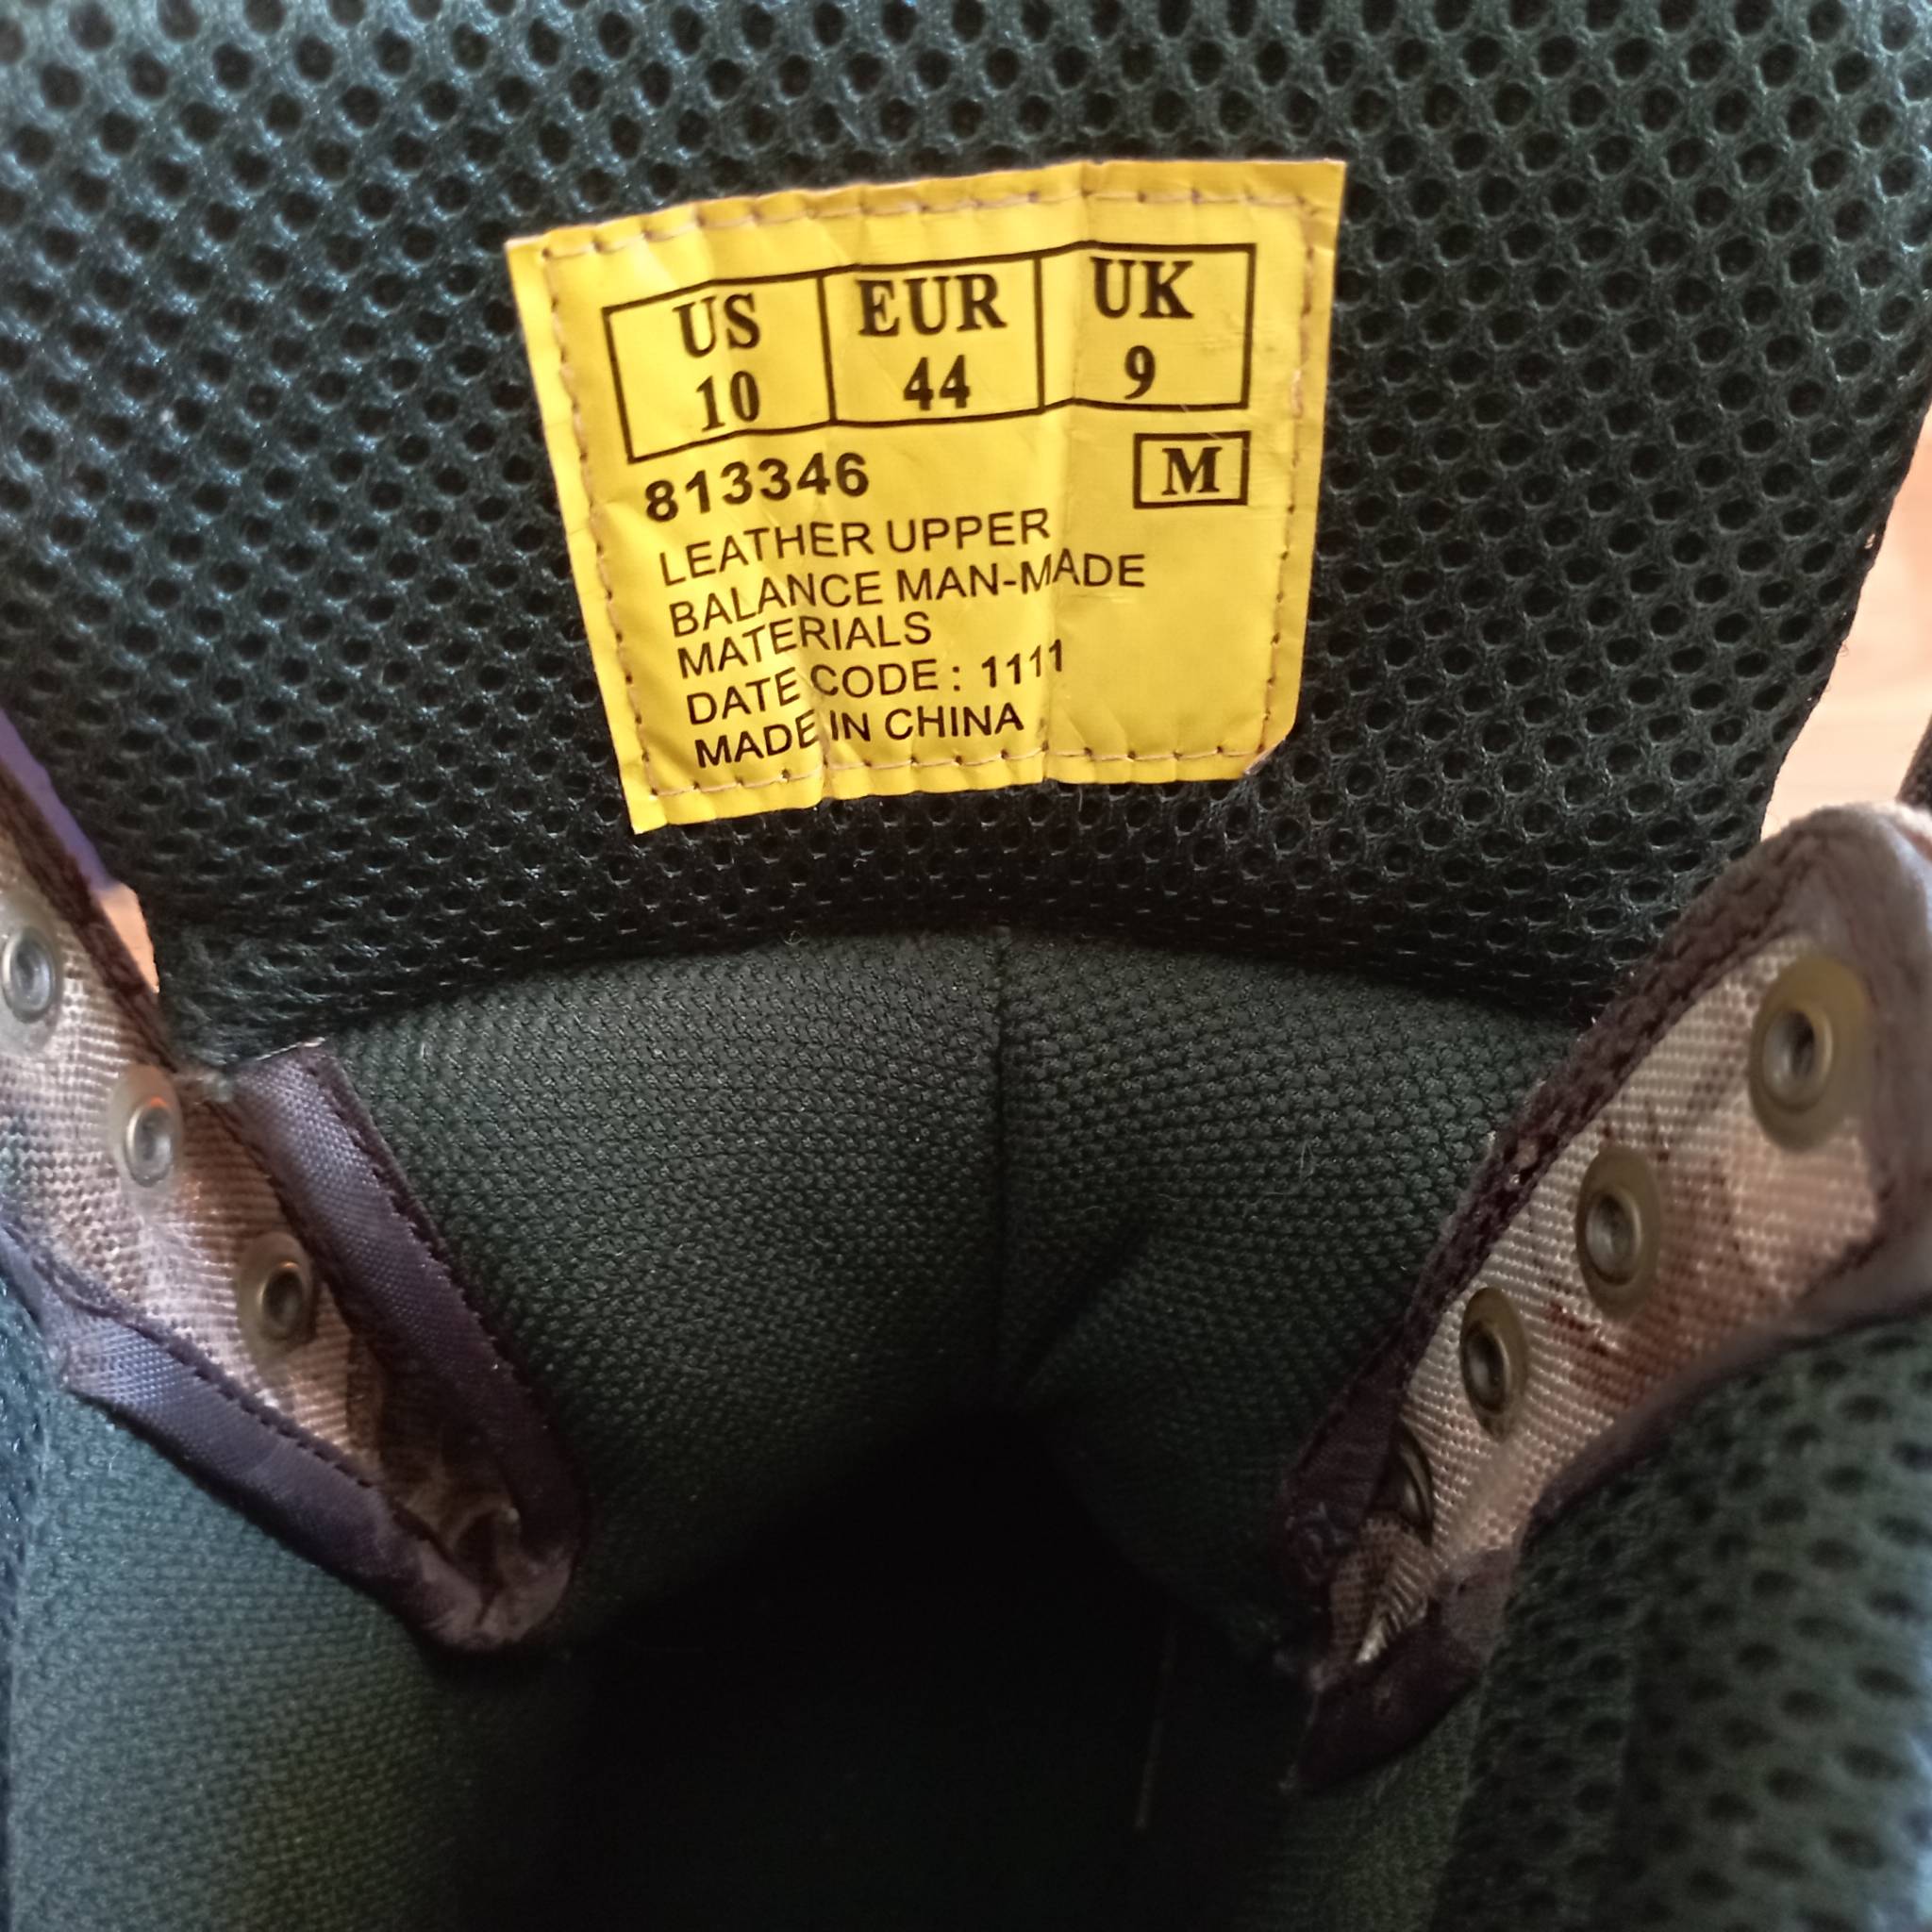 US EUR UK
10 44 9
813346 M
LEATHER UPPER
BALANCE MAN-MADE
MATERIALS
DATE CODE : 1111
MADE IN CHINA